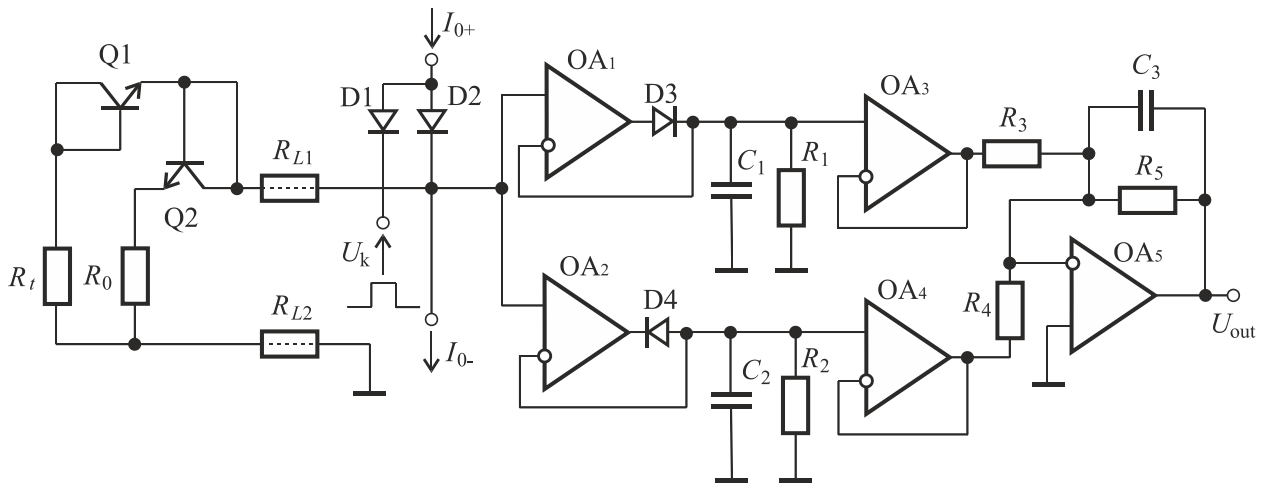 I0+
Q1
OA1
C3
D1
D2
D3
OA3
R3
RL1
C1
R1
R5
Q2
Uk
OA2
D4
OA4
OA5
Rt
R0
RL2
R4
Uout
I0-
C2
R2